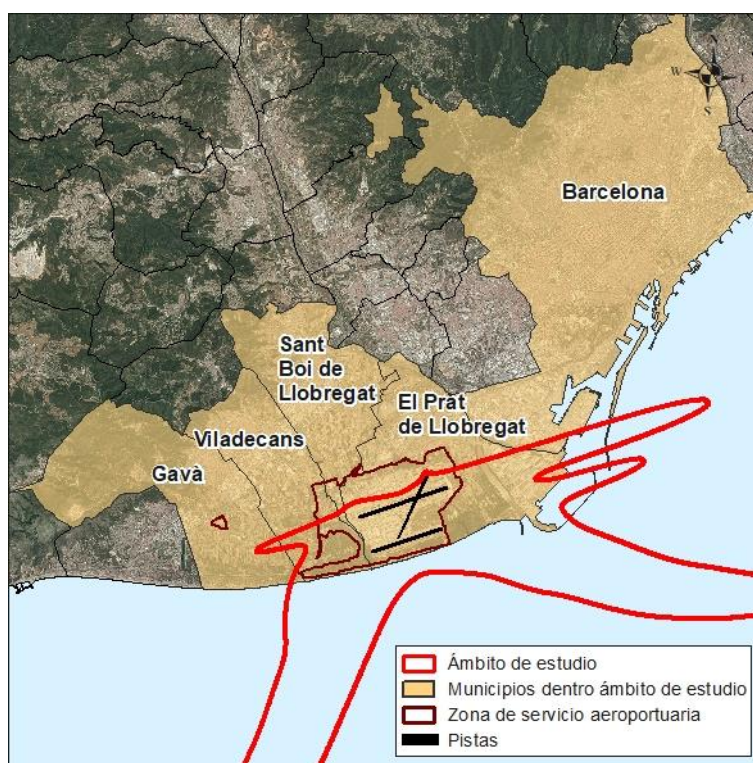 W
S
Barcelona
Sant
Boi de
Llobregat
El Prat
de Llobregat
Viladecans
Gavà
Ámbito de estudio
Municipios dentro ámbito de estudio
Zona de servicio aeroportuaria
Pistas